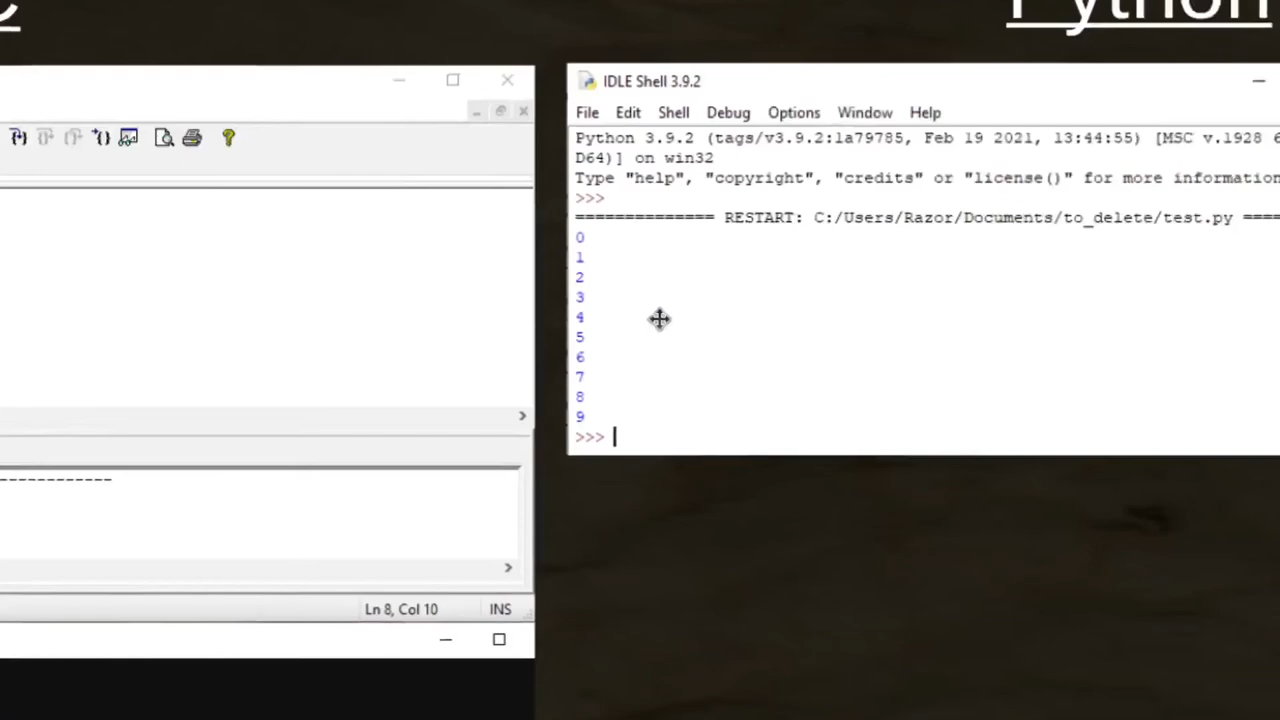 Python
IDLE Shell 3.9.2
File Edit Shell Debug Options Window Help
Python 3.9.2 (tags/v3.9.2:1a79785, Feb 19 2021, 13:44:55) [MSC v.1928 6
D64)] on win32
Type "help", "copyright", "credits" or "license()" for more information
>>>
============== RESTART: C:/Users/Razor/Documents/to_delete/test.py ====
0
1
2
3
4
5
6
7
8
9
>>>
------------
Ln 8, Col 10 INS